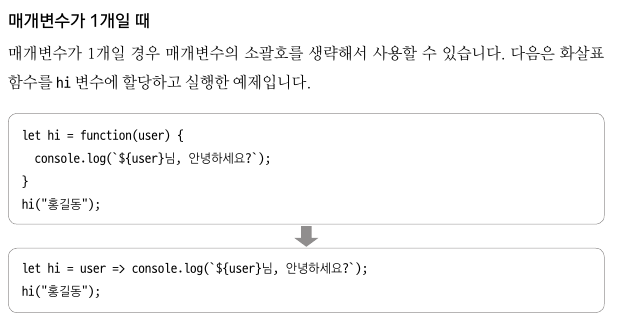 매개변수가 1개일 때
매개변수가 1개일 경우 매개변수의 소괄호를 생략해서 사용할 수 있습니다. 다음은 화살표
함수를 hi 변수에 할당하고 실행한 예제입니다.
let hi = function(user) {
  console.log(`${user}님, 안녕하세요?`);
}
hi("홍길동");
let hi = user => console.log(`${user}님, 안녕하세요?`);
hi("홍길동");